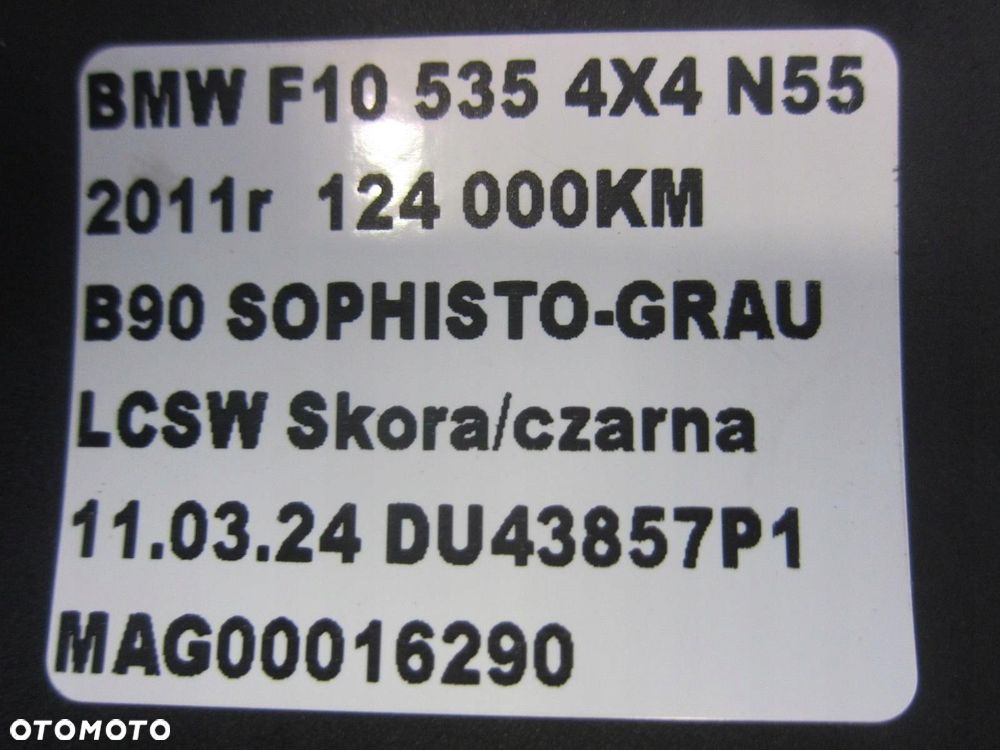 BMW F10 535 4X4 N55
2011r 124 000KM
B90 SOPHISTO-GRAU
LCSW Skora/czarna
11.03.24 DU43857P1
MAG00016290
OTOMOTO